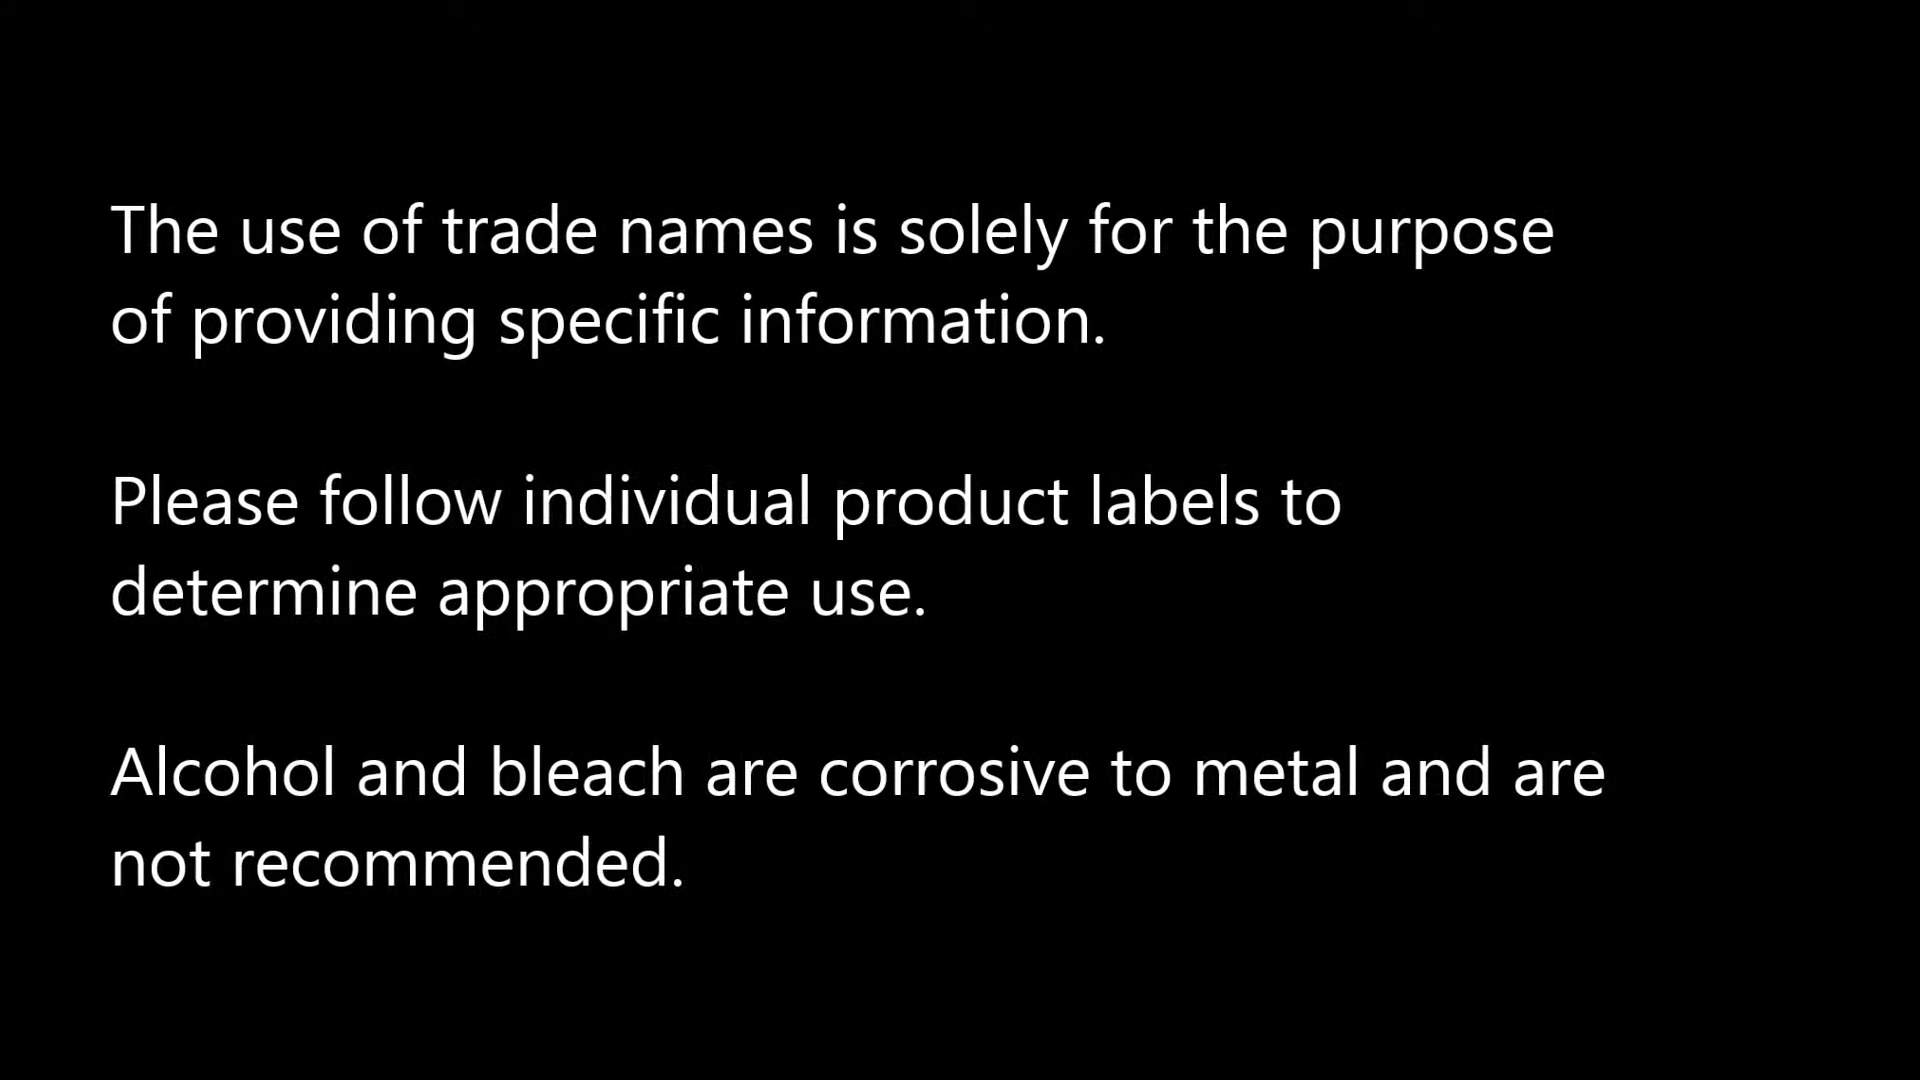 The use of trade names is solely for the purpose
of providing specific information.
Please follow individual product labels to
determine appropriate use.
Alcohol and bleach are corrosive to metal and are
not recommended.